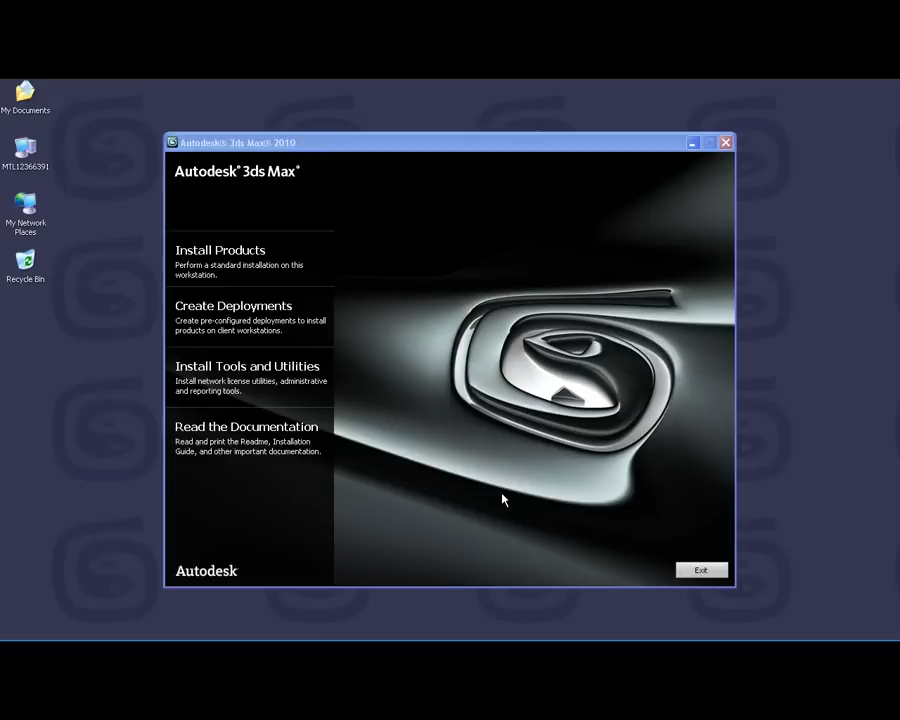 My Documents
MTL12366391
My Network
Places
Recycle Bin
Autodesk® 3ds Max® 2010
Autodesk® 3ds Max®
Install Products
Perform a standard installation on this
workstation.
Create Deployments
Create pre-configured deployments to install
products on client workstations.
Install Tools and Utilities
Install network license utilities, administrative
and reporting tools.
Read the Documentation
Read and print the Readme, Installation
Guide, and other important documentation.
Autodesk
Exit